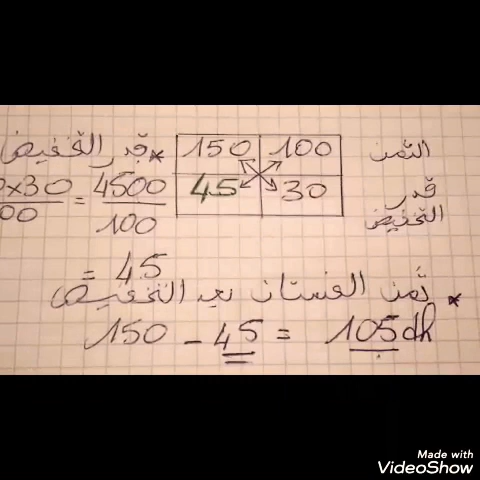 * قدر التخفيض
150 100 الثمن
45 30 قدر التخفيض
×30 = 4500
00 100
= 45
* ثمن الفستان بعد التخفيض
150 - 45 = 105dh
Made with
VideoShow